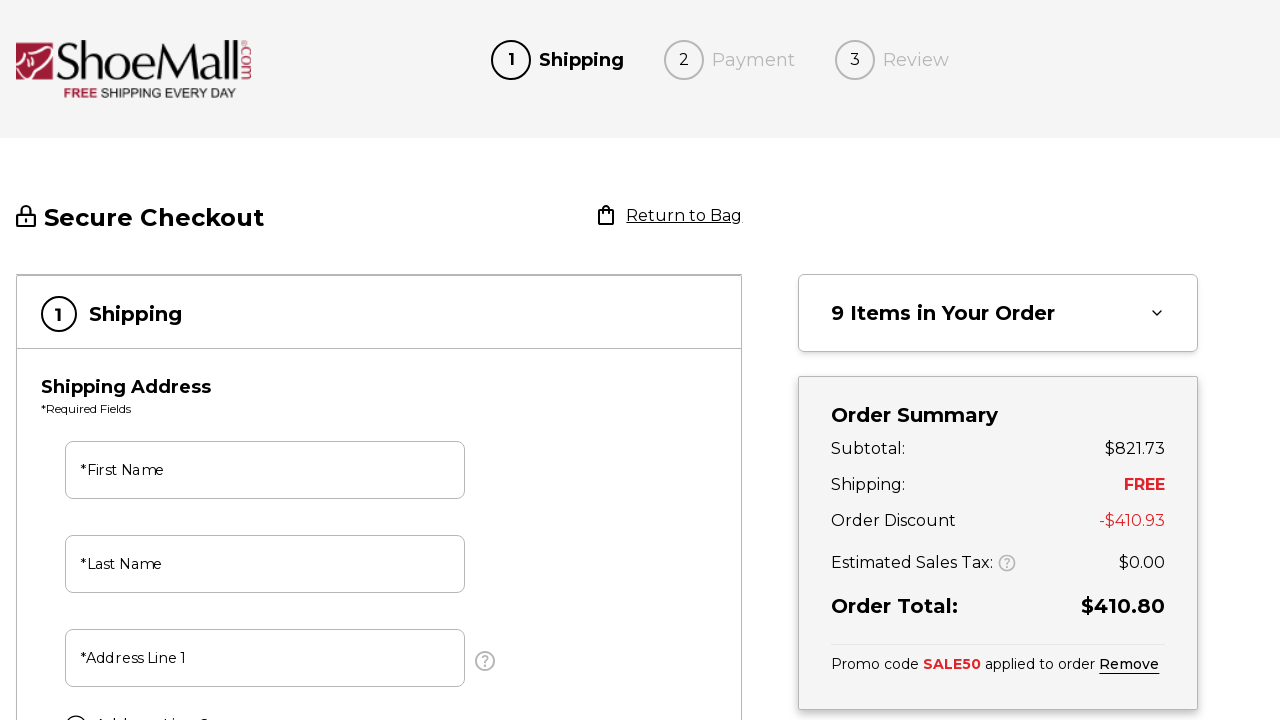 ShoeMall.com
FREE SHIPPING EVERY DAY
1 Shipping
2 Payment
3 Review
Secure Checkout
Return to Bag
1 Shipping
Shipping Address
*Required Fields
*First Name
*Last Name
*Address Line 1
9 Items in Your Order
Order Summary
Subtotal: $821.73
Shipping: FREE
Order Discount -$410.93
Estimated Sales Tax: $0.00
Order Total: $410.80
Promo code SALE50 applied to order Remove